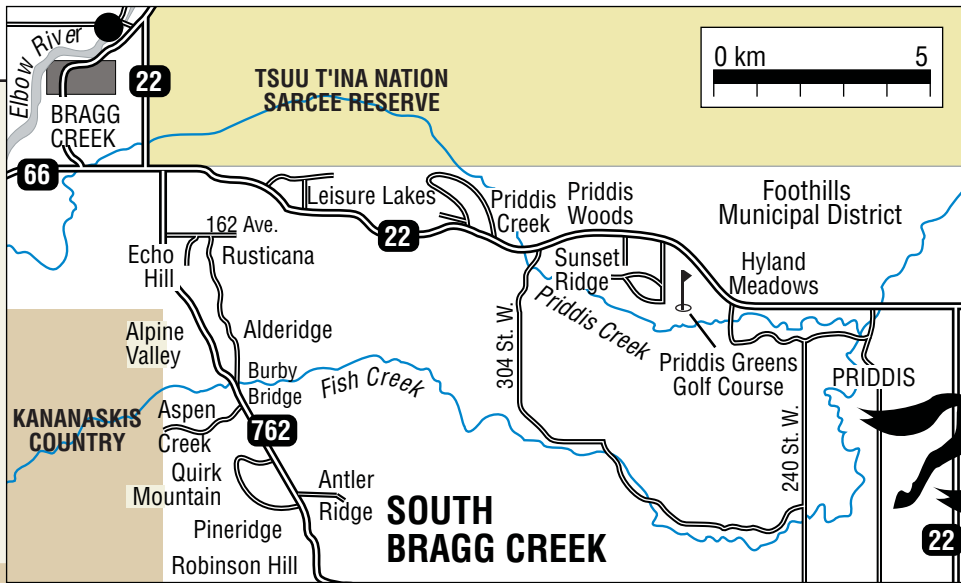 Elbow River
22
BRAGG
CREEK
66
TSUU T'INA NATION
SARCEE RESERVE
0 km 5
Leisure Lakes
22
Priddis
Creek
Priddis
Woods
Foothills
Municipal District
162 Ave.
Echo
Hill
Rusticana
Sunset
Ridge
Hyland
Meadows
Priddis Creek
304 St. W.
Alpine
Valley
Alderidge
Burby
Bridge
Fish Creek
Priddis Greens
Golf Course
PRIDDIS
KANANASKIS
COUNTRY
Aspen
Creek
762
240 St. W.
Quirk
Mountain
Antler
Ridge
Pineridge
Robinson Hill
SOUTH
BRAGG CREEK
22